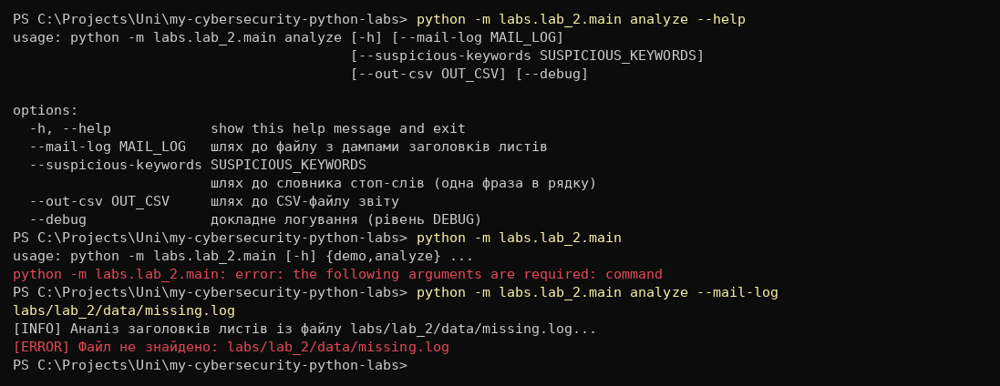 PS C:\Projects\Uni\my-cybersecurity-python-labs> python -m labs.lab_2.main analyze --help
usage: python -m labs.lab_2.main analyze [-h] [--mail-log MAIL_LOG]
                                         [--suspicious-keywords SUSPICIOUS_KEYWORDS]
                                         [--out-csv OUT_CSV] [--debug]

options:
  -h, --help            show this help message and exit
  --mail-log MAIL_LOG   шлях до файлу з дампами заголовків листів
  --suspicious-keywords SUSPICIOUS_KEYWORDS
                        шлях до словника стоп-слів (одна фраза в рядку)
  --out-csv OUT_CSV     шлях до CSV-файлу звіту
  --debug               докладне логування (рівень DEBUG)
PS C:\Projects\Uni\my-cybersecurity-python-labs> python -m labs.lab_2.main
usage: python -m labs.lab_2.main [-h] {demo,analyze} ...
python -m labs.lab_2.main: error: the following arguments are required: command
PS C:\Projects\Uni\my-cybersecurity-python-labs> python -m labs.lab_2.main analyze --mail-log
labs/lab_2/data/missing.log
[INFO] Аналіз заголовків листів із файлу labs/lab_2/data/missing.log...
[ERROR] Файл не знайдено: labs/lab_2/data/missing.log
PS C:\Projects\Uni\my-cybersecurity-python-labs>